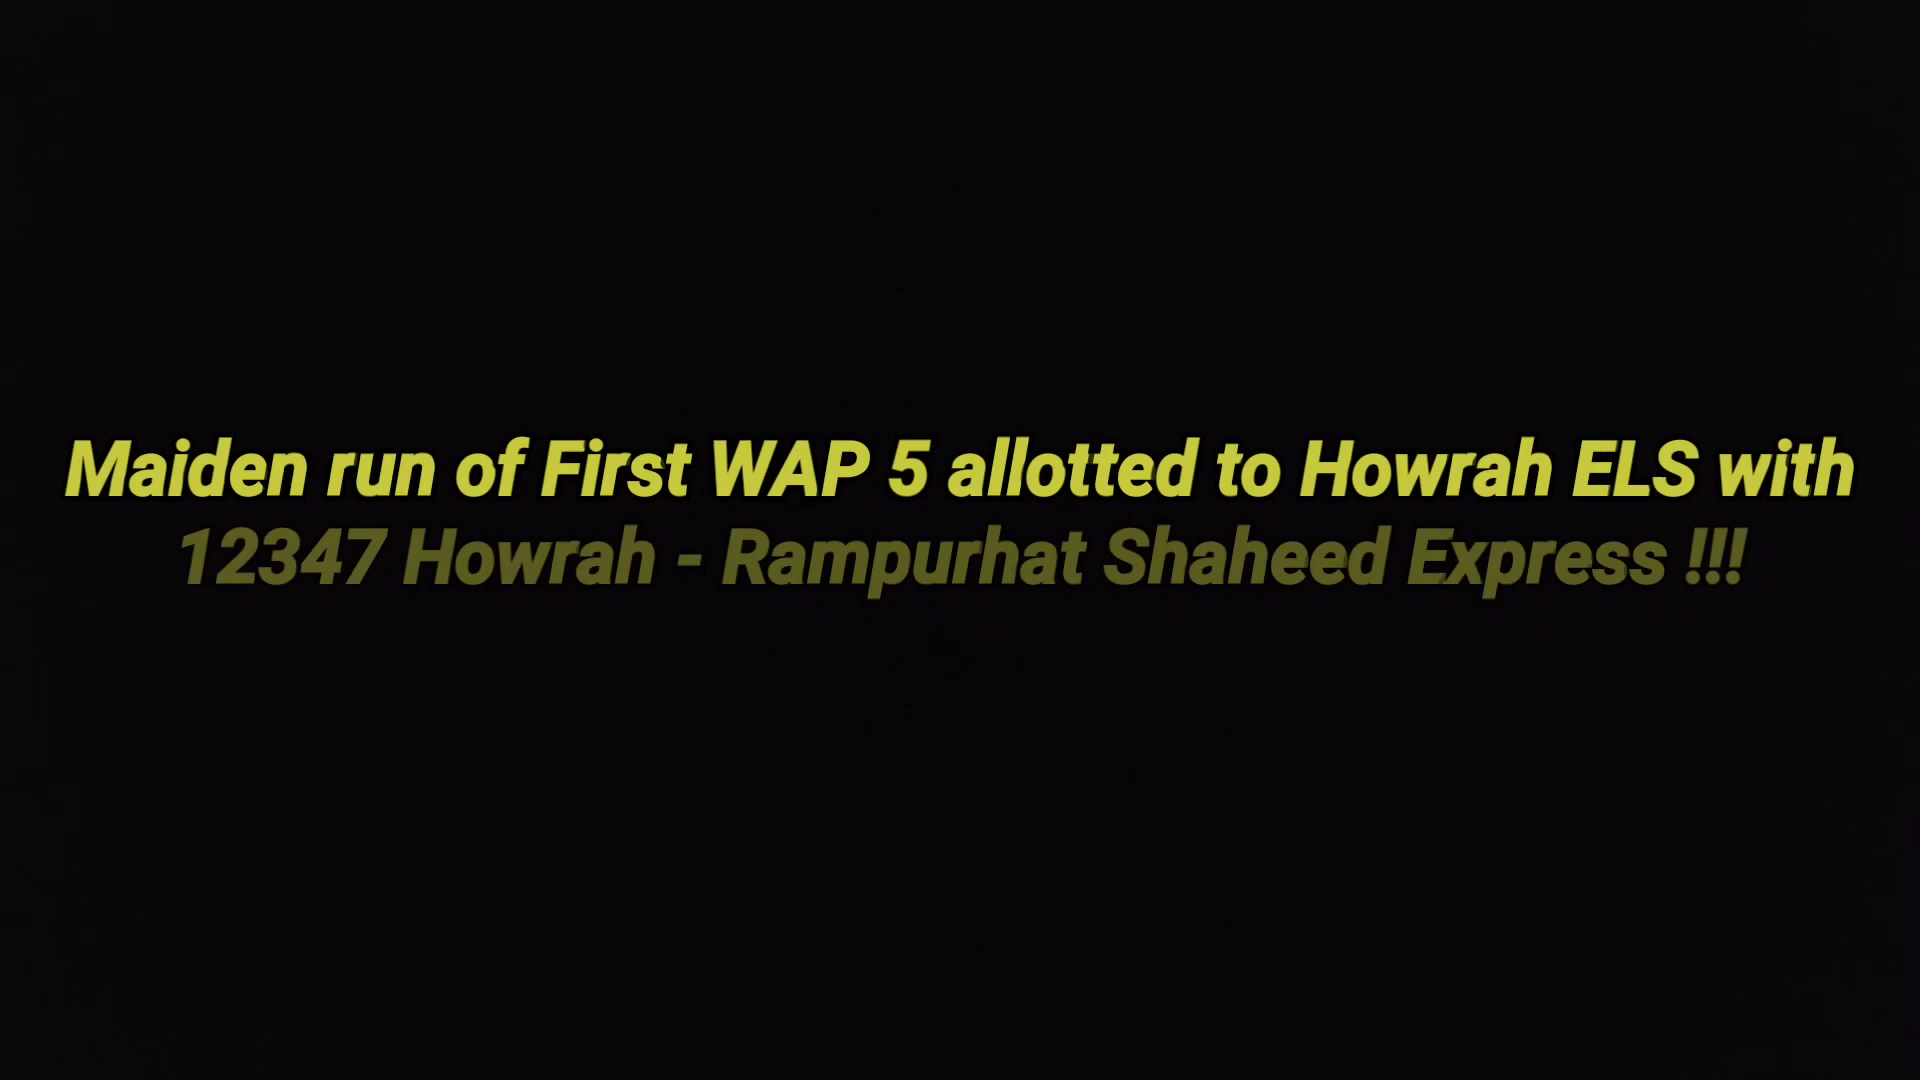 Maiden run of First WAP 5 allotted to Howrah ELS with
12347 Howrah - Rampurhat Shaheed Express !!!